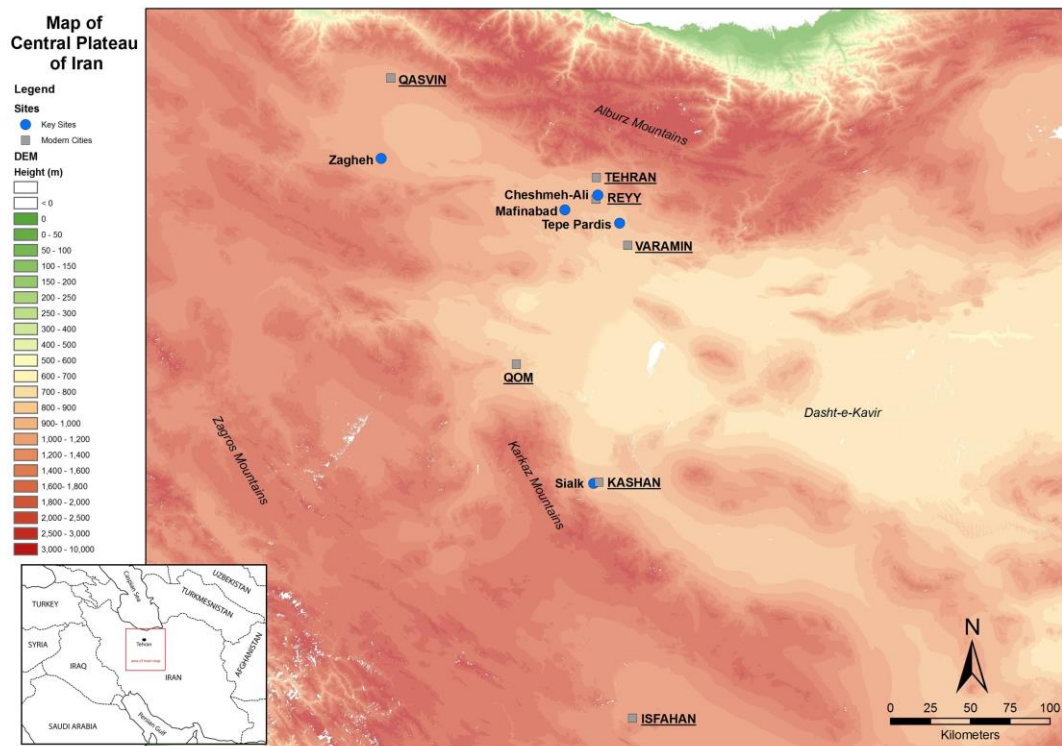 Map of
Central Plateau
of Iran
Legend
Sites
Key Sites
Modern Cities
DEM
Height (m)
< 0
0
0 - 50
50 - 100
100 - 150
150 - 200
200 - 250
250 - 300
300 - 400
400 - 500
500 - 600
600 - 700
700 - 800
800 - 900
900- 1,000
1,000 - 1,200
1,200 - 1,400
1,400 - 1,600
1,600- 1,800
1,800 - 2,000
2,000 - 2,500
2,500 - 3,000
3,000 - 10,000
QASVIN
Alburz Mountains
Zagheh
TEHRAN
Cheshmeh-Ali
REYY
Mafinabad
Tepe Pardis
VARAMIN
QOM
Dasht-e-Kavir
Zagros Mountains
Karkaz Mountains
Sialk
KASHAN
ISFAHAN
N
0 25 50 75 100
Kilometers
Caspian Sea
UZBEKISTAN
TURKMESNISTAN
TURKEY
Tehran
SYRIA
area of main map
AFGHANISTAN
IRAQ
IRAN
Persian Gulf
SAUDI ARABIA